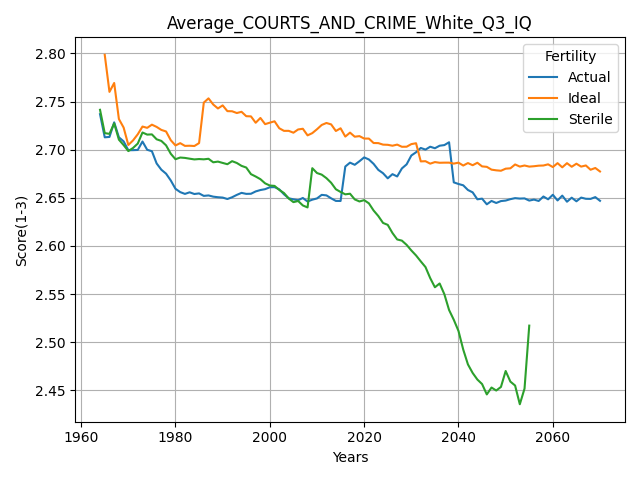 Average_COURTS_AND_CRIME_White_Q3_IQ
Fertility
Actual
Ideal
Sterile
Score(1-3)
2.80
2.75
2.70
2.65
2.60
2.55
2.50
2.45
1960 1980 2000 2020 2040 2060
Years